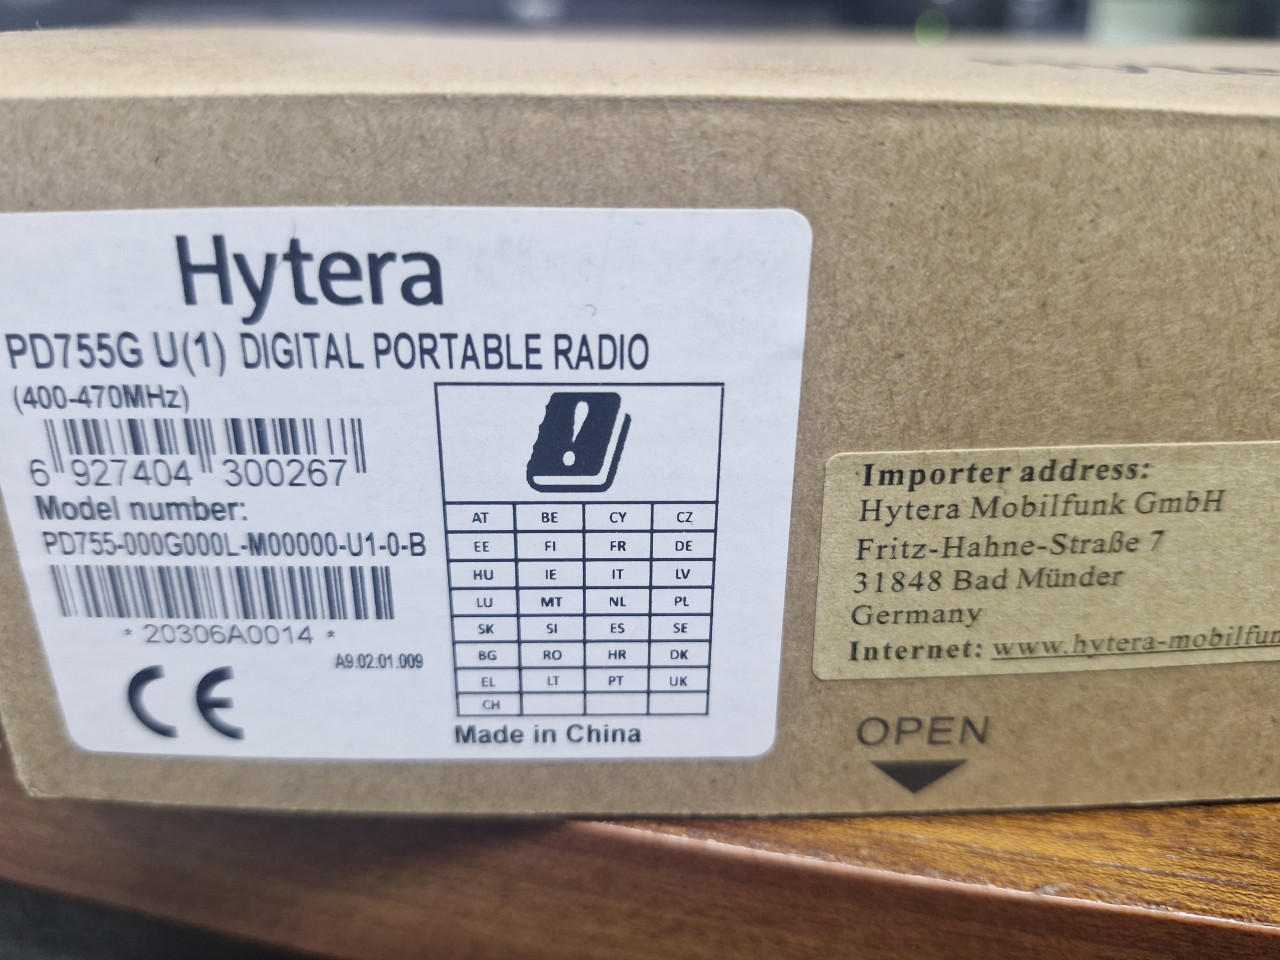 Hytera
PD755G U(1) DIGITAL PORTABLE RADIO
(400-470MHz)
6 927404 300267
Model number:
PD755-000G000L-M00000-U1-0-B
* 20306A0014 *
A9.02.01.009
CE
AT BE CY CZ
EE FI FR DE
HU IE IT LV
LU MT NL PL
SK SI ES SE
BG RO HR DK
EL LT PT UK
CH
Made in China
Importer address:
Hytera Mobilfunk GmbH
Fritz-Hahne-Straße 7
31848 Bad Münder
Germany
Internet: www.hytera-mobilfun
OPEN